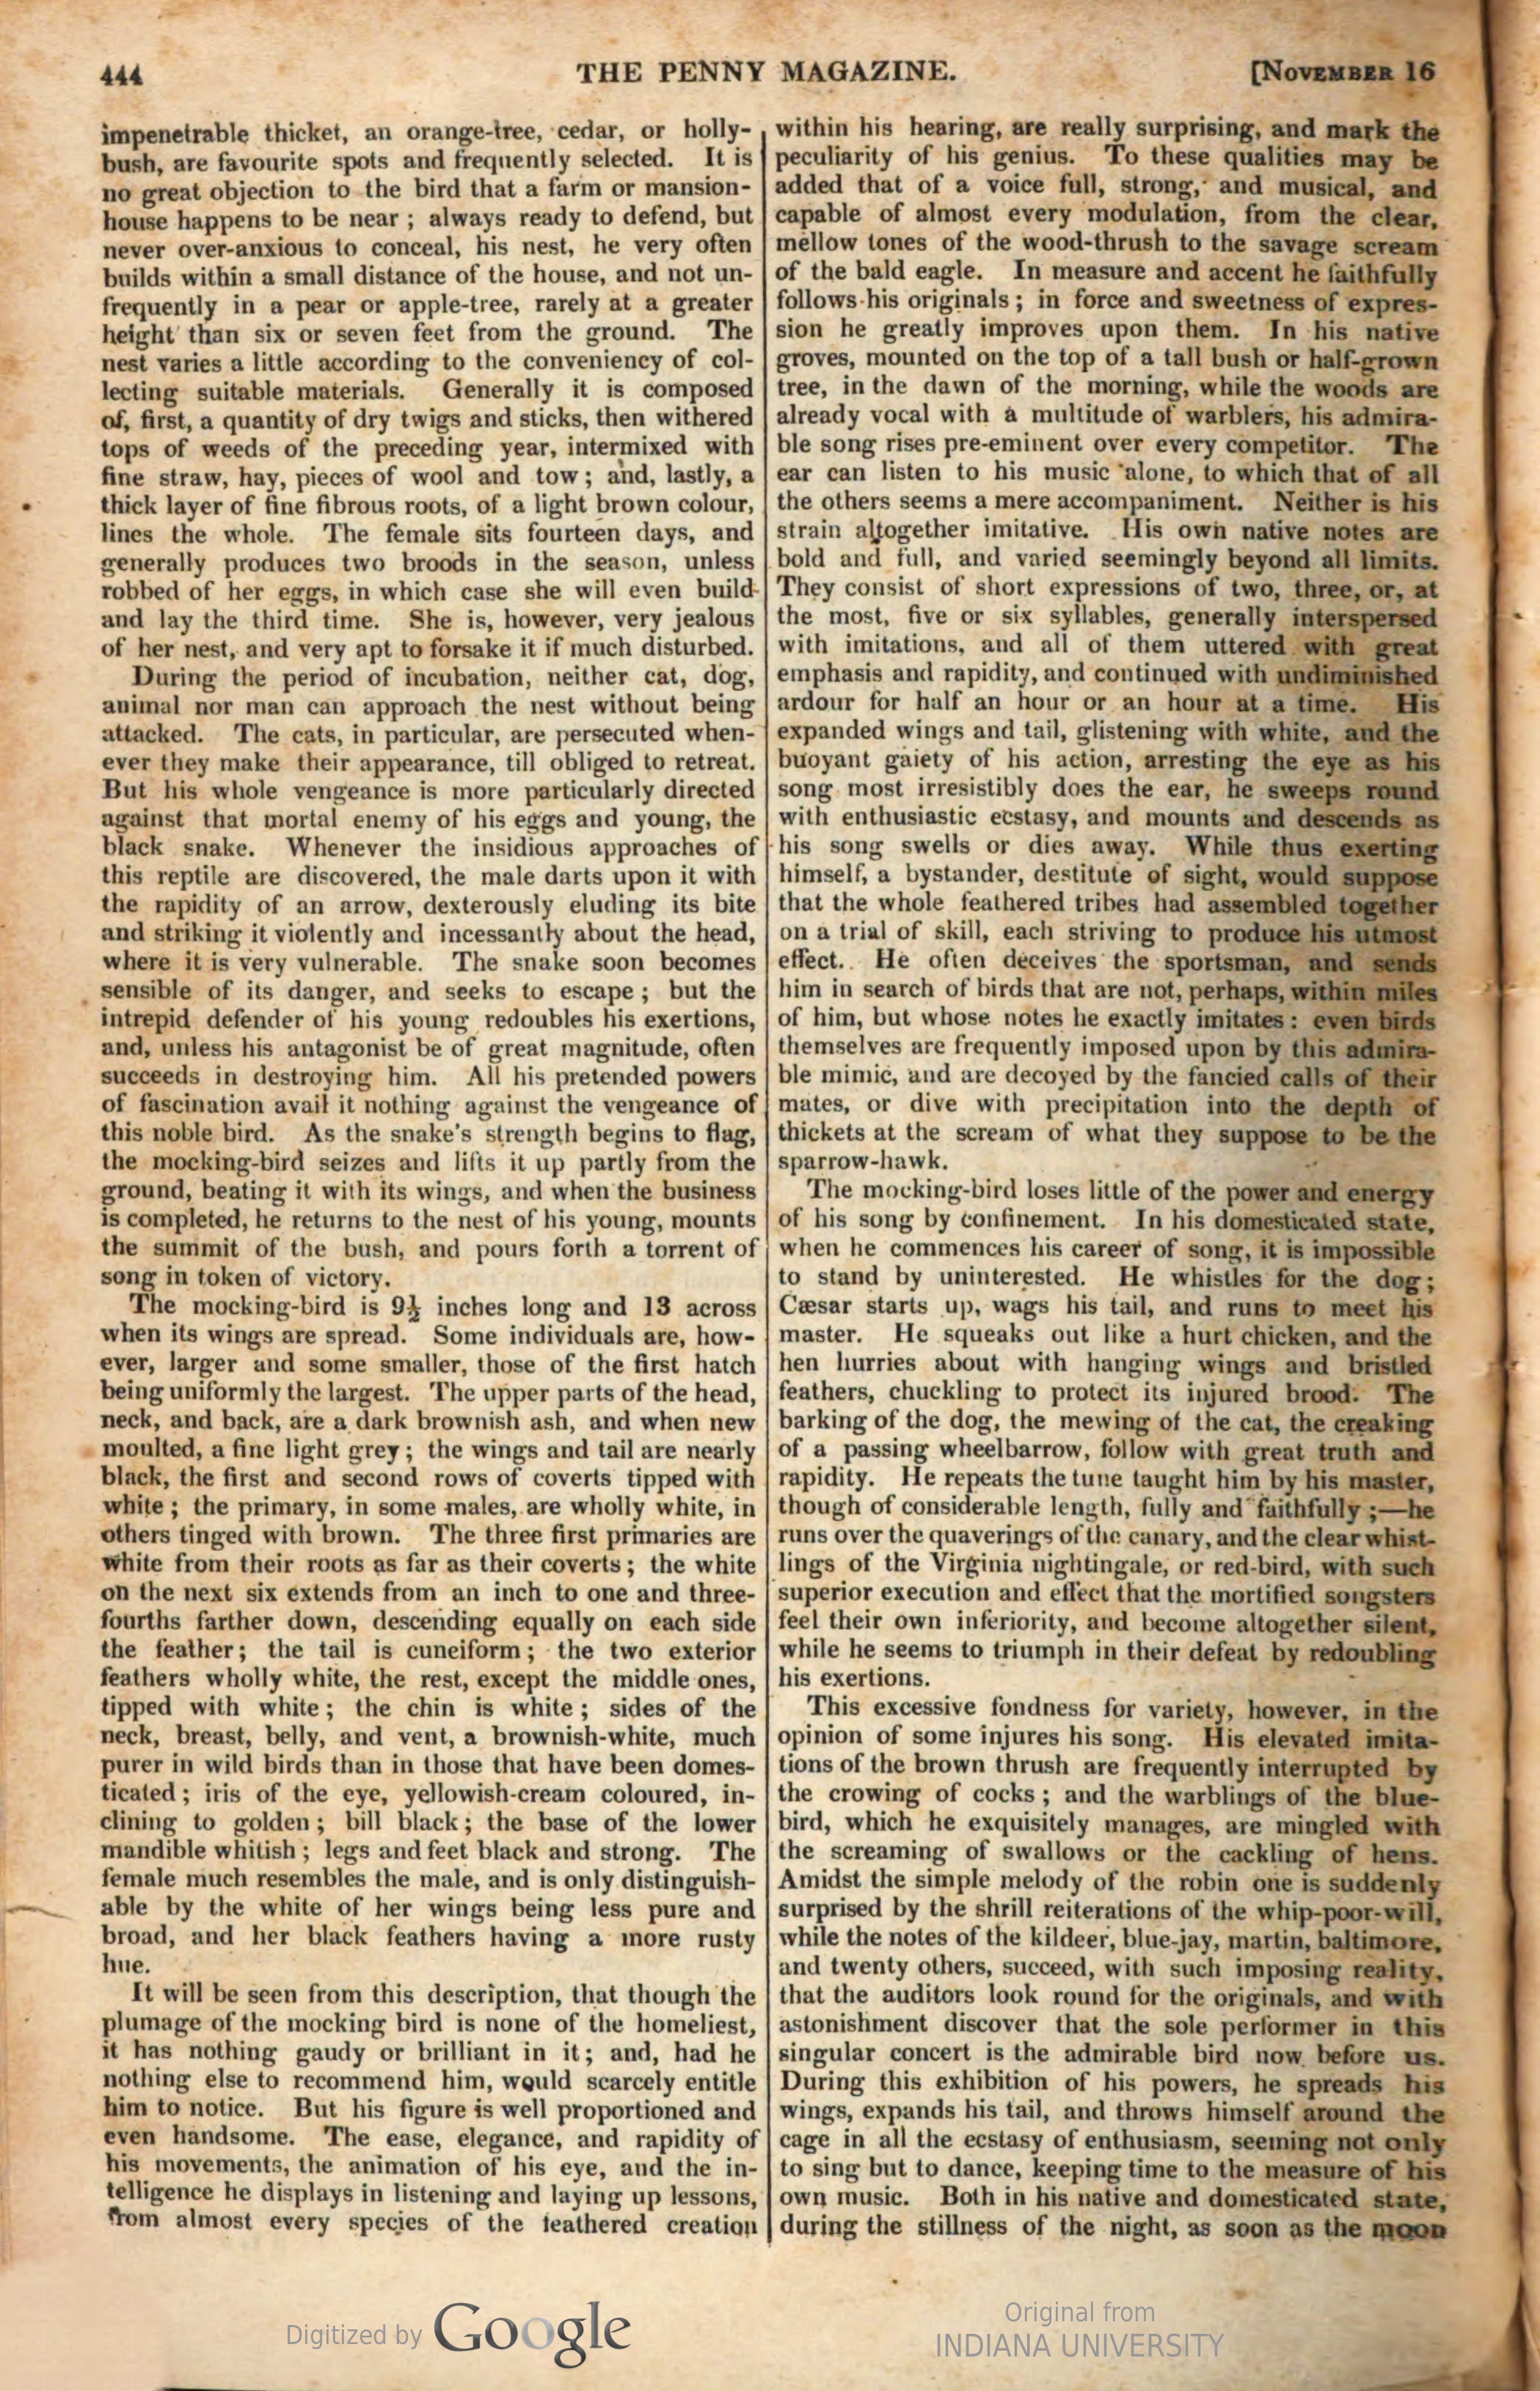 444
THE PENNY MAGAZINE.
[NOVEMBER 16
impenetrable thicket, an orange-tree, cedar, or holly-
bush, are favourite spots and frequently selected. It is
no great objection to the bird that a farm or mansion-
house happens to be near ; always ready to defend, but
never over-anxious to conceal, his nest, he very often
builds within a small distance of the house, and not un-
frequently in a pear or apple-tree, rarely at a greater
height than six or seven feet from the ground. The
nest varies a little according to the conveniency of col-
lecting suitable materials. Generally it is composed
of, first, a quantity of dry twigs and sticks, then withered
tops of weeds of the preceding year, intermixed with
fine straw, hay, pieces of wool and tow ; and, lastly, a
thick layer of fine fibrous roots, of a light brown colour,
lines the whole. The female sits fourteen days, and
generally produces two broods in the season, unless
robbed of her eggs, in which case she will even build
and lay the third time. She is, however, very jealous
of her nest, and very apt to forsake it if much disturbed.
During the period of incubation, neither cat, dog,
animal nor man can approach the nest without being
attacked. The cats, in particular, are persecuted when-
ever they make their appearance, till obliged to retreat.
But his whole vengeance is more particularly directed
against that mortal enemy of his eggs and young, the
black snake. Whenever the insidious approaches of
this reptile are discovered, the male darts upon it with
the rapidity of an arrow, dexterously eluding its bite
and striking it violently and incessantly about the head,
where it is very vulnerable. The snake soon becomes
sensible of its danger, and seeks to escape ; but the
intrepid defender of his young redoubles his exertions,
and, unless his antagonist be of great magnitude, often
succeeds in destroying him. All his pretended powers
of fascination avail it nothing against the vengeance of
this noble bird. As the snake's strength begins to flag,
the mocking-bird seizes and lifts it up partly from the
ground, beating it with its wings, and when the business
is completed, he returns to the nest of his young, mounts
the summit of the bush, and pours forth a torrent of
song in token of victory.
The mocking-bird is 9½ inches long and 13 across
when its wings are spread. Some individuals are, how-
ever, larger and some smaller, those of the first hatch
being uniformly the largest. The upper parts of the head,
neck, and back, are a dark brownish ash, and when new
moulted, a fine light grey ; the wings and tail are nearly
black, the first and second rows of coverts tipped with
white ; the primary, in some males, are wholly white, in
others tinged with brown. The three first primaries are
white from their roots as far as their coverts ; the white
on the next six extends from an inch to one and three-
fourths farther down, descending equally on each side
the feather ; the tail is cuneiform ; the two exterior
feathers wholly white, the rest, except the middle ones,
tipped with white ; the chin is white ; sides of the
neck, breast, belly, and vent, a brownish-white, much
purer in wild birds than in those that have been domes-
ticated ; iris of the eye, yellowish-cream coloured, in-
clining to golden ; bill black ; the base of the lower
mandible whitish ; legs and feet black and strong. The
female much resembles the male, and is only distinguish-
able by the white of her wings being less pure and
broad, and her black feathers having a more rusty
hue.
It will be seen from this description, that though the
plumage of the mocking bird is none of the homeliest,
it has nothing gaudy or brilliant in it ; and, had he
nothing else to recommend him, would scarcely entitle
him to notice. But his figure is well proportioned and
even handsome. The ease, elegance, and rapidity of
his movements, the animation of his eye, and the in-
telligence he displays in listening and laying up lessons,
from almost every species of the feathered creation
within his hearing, are really surprising, and mark the
peculiarity of his genius. To these qualities may be
added that of a voice full, strong, and musical, and
capable of almost every modulation, from the clear,
mellow tones of the wood-thrush to the savage scream
of the bald eagle. In measure and accent he faithfully
follows his originals ; in force and sweetness of expres-
sion he greatly improves upon them. In his native
groves, mounted on the top of a tall bush or half-grown
tree, in the dawn of the morning, while the woods are
already vocal with a multitude of warblers, his admira-
ble song rises pre-eminent over every competitor. The
ear can listen to his music alone, to which that of all
the others seems a mere accompaniment. Neither is his
strain altogether imitative. His own native notes are
bold and full, and varied seemingly beyond all limits.
They consist of short expressions of two, three, or, at
the most, five or six syllables, generally interspersed
with imitations, and all of them uttered with great
emphasis and rapidity, and continued with undiminished
ardour for half an hour or an hour at a time. His
expanded wings and tail, glistening with white, and the
buoyant gaiety of his action, arresting the eye as his
song most irresistibly does the ear, he sweeps round
with enthusiastic ecstasy, and mounts and descends as
his song swells or dies away. While thus exerting
himself, a bystander, destitute of sight, would suppose
that the whole feathered tribes had assembled together
on a trial of skill, each striving to produce his utmost
effect. He often deceives the sportsman, and sends
him in search of birds that are not, perhaps, within miles
of him, but whose notes he exactly imitates : even birds
themselves are frequently imposed upon by this admira-
ble mimic, and are decoyed by the fancied calls of their
mates, or dive with precipitation into the depth of
thickets at the scream of what they suppose to be the
sparrow-hawk.
The mocking-bird loses little of the power and energy
of his song by confinement. In his domesticated state,
when he commences his career of song, it is impossible
to stand by uninterested. He whistles for the dog ;
Cæsar starts up, wags his tail, and runs to meet his
master. He squeaks out like a hurt chicken, and the
hen hurries about with hanging wings and bristled
feathers, chuckling to protect its injured brood. The
barking of the dog, the mewing of the cat, the creaking
of a passing wheelbarrow, follow with great truth and
rapidity. He repeats the tune taught him by his master,
though of considerable length, fully and faithfully ;—he
runs over the quaverings of the canary, and the clear whist-
lings of the Virginia nightingale, or red-bird, with such
superior execution and effect that the mortified songsters
feel their own inferiority, and become altogether silent,
while he seems to triumph in their defeat by redoubling
his exertions.
This excessive fondness for variety, however, in the
opinion of some injures his song. His elevated imita-
tions of the brown thrush are frequently interrupted by
the crowing of cocks ; and the warblings of the blue-
bird, which he exquisitely manages, are mingled with
the screaming of swallows or the cackling of hens.
Amidst the simple melody of the robin one is suddenly
surprised by the shrill reiterations of the whip-poor-will,
while the notes of the kildeer, blue-jay, martin, baltimore,
and twenty others, succeed, with such imposing reality,
that the auditors look round for the originals, and with
astonishment discover that the sole performer in this
singular concert is the admirable bird now before us.
During this exhibition of his powers, he spreads his
wings, expands his tail, and throws himself around the
cage in all the ecstasy of enthusiasm, seeming not only
to sing but to dance, keeping time to the measure of his
own music. Both in his native and domesticated state,
during the stillness of the night, as soon as the moon
Digitized by Google
Original from
INDIANA UNIVERSITY